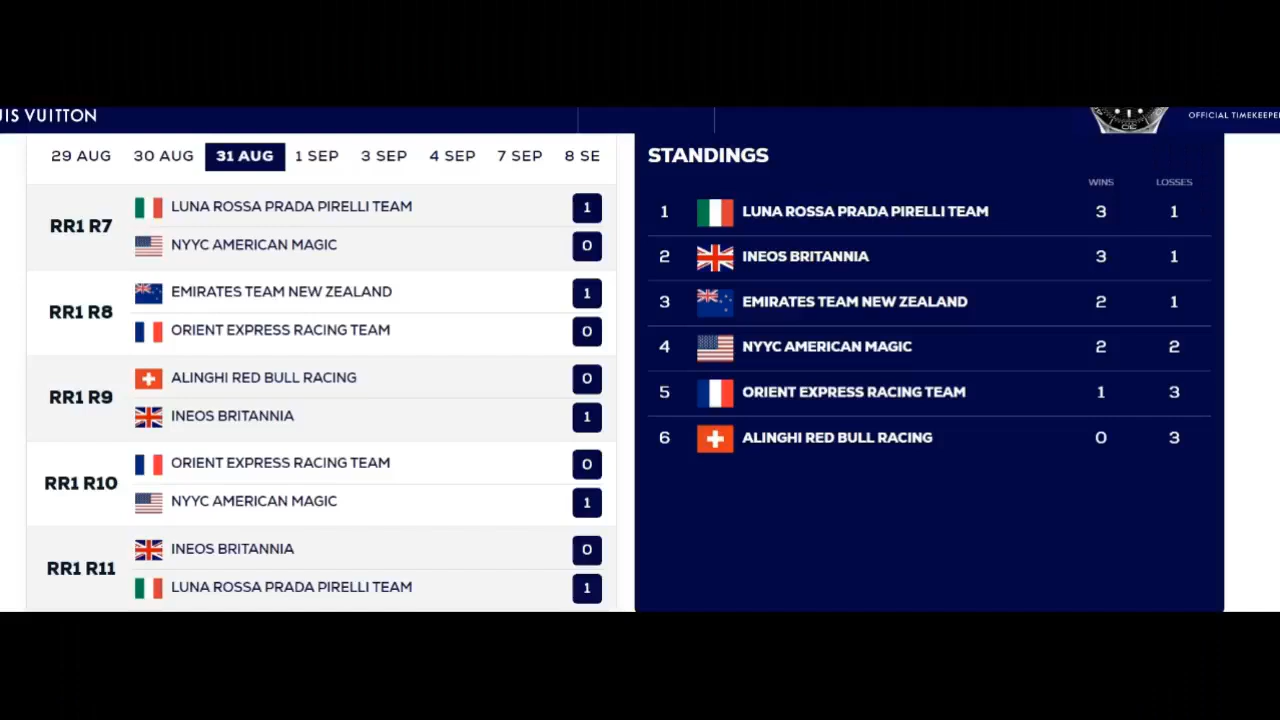 UIS VUITTON
OFFICIAL TIMEKEEPE
29 AUG 30 AUG 31 AUG 1 SEP 3 SEP 4 SEP 7 SEP 8 SE
RR1 R7
LUNA ROSSA PRADA PIRELLI TEAM 1
NYYC AMERICAN MAGIC 0
RR1 R8
EMIRATES TEAM NEW ZEALAND 1
ORIENT EXPRESS RACING TEAM 0
RR1 R9
ALINGHI RED BULL RACING 0
INEOS BRITANNIA 1
RR1 R10
ORIENT EXPRESS RACING TEAM 0
NYYC AMERICAN MAGIC 1
RR1 R11
INEOS BRITANNIA 0
LUNA ROSSA PRADA PIRELLI TEAM 1
STANDINGS
WINS LOSSES
1 LUNA ROSSA PRADA PIRELLI TEAM 3 1
2 INEOS BRITANNIA 3 1
3 EMIRATES TEAM NEW ZEALAND 2 1
4 NYYC AMERICAN MAGIC 2 2
5 ORIENT EXPRESS RACING TEAM 1 3
6 ALINGHI RED BULL RACING 0 3